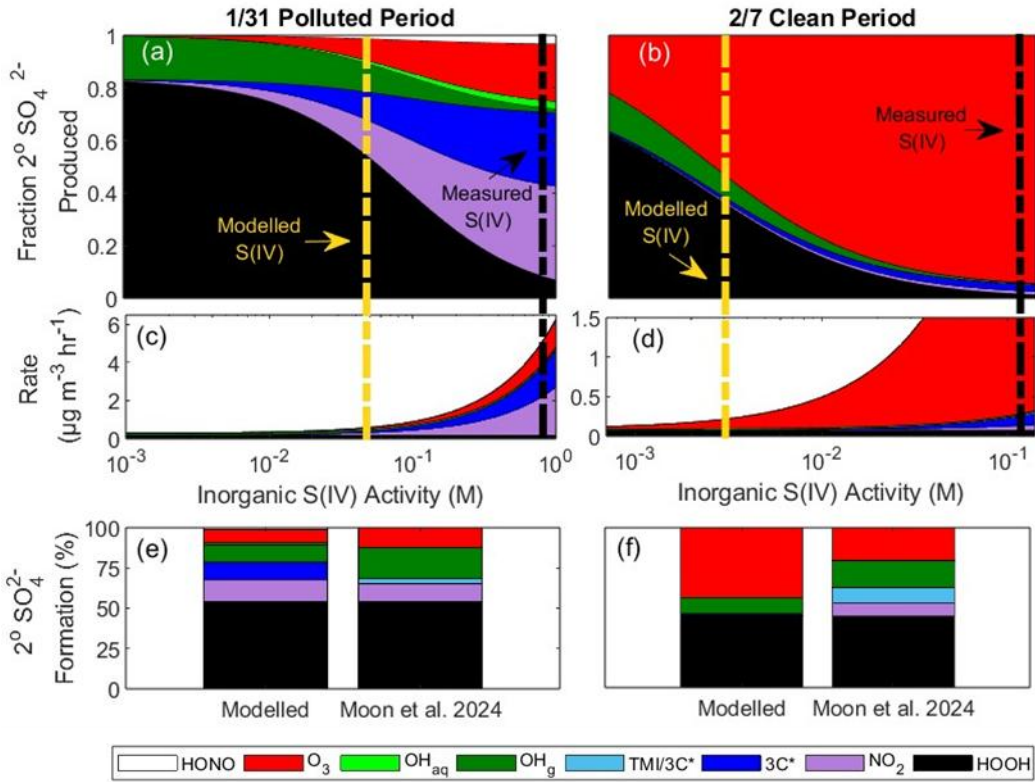 1/31 Polluted Period
2/7 Clean Period
Fraction 2° SO₄²⁻
Produced
1
0.8
0.6
0.4
0.2
0
(a)
Modelled
S(IV)
Measured
S(IV)
(b)
Measured
S(IV)
Modelled
S(IV)
Rate
(µg m⁻³ hr⁻¹)
6
4
2
0
(c)
10⁻³
10⁻²
10⁻¹
10⁰
Inorganic S(IV) Activity (M)
1.5
1
0.5
0
(d)
10⁻³
10⁻²
10⁻¹
Inorganic S(IV) Activity (M)
2° SO₄²⁻
Formation (%)
100
75
50
25
0
(e)
Modelled
Moon et al. 2024
(f)
Modelled
Moon et al. 2024
HONO
O₃
OHₐq
OHg
TMI/3C*
3C*
NO₂
HOOH